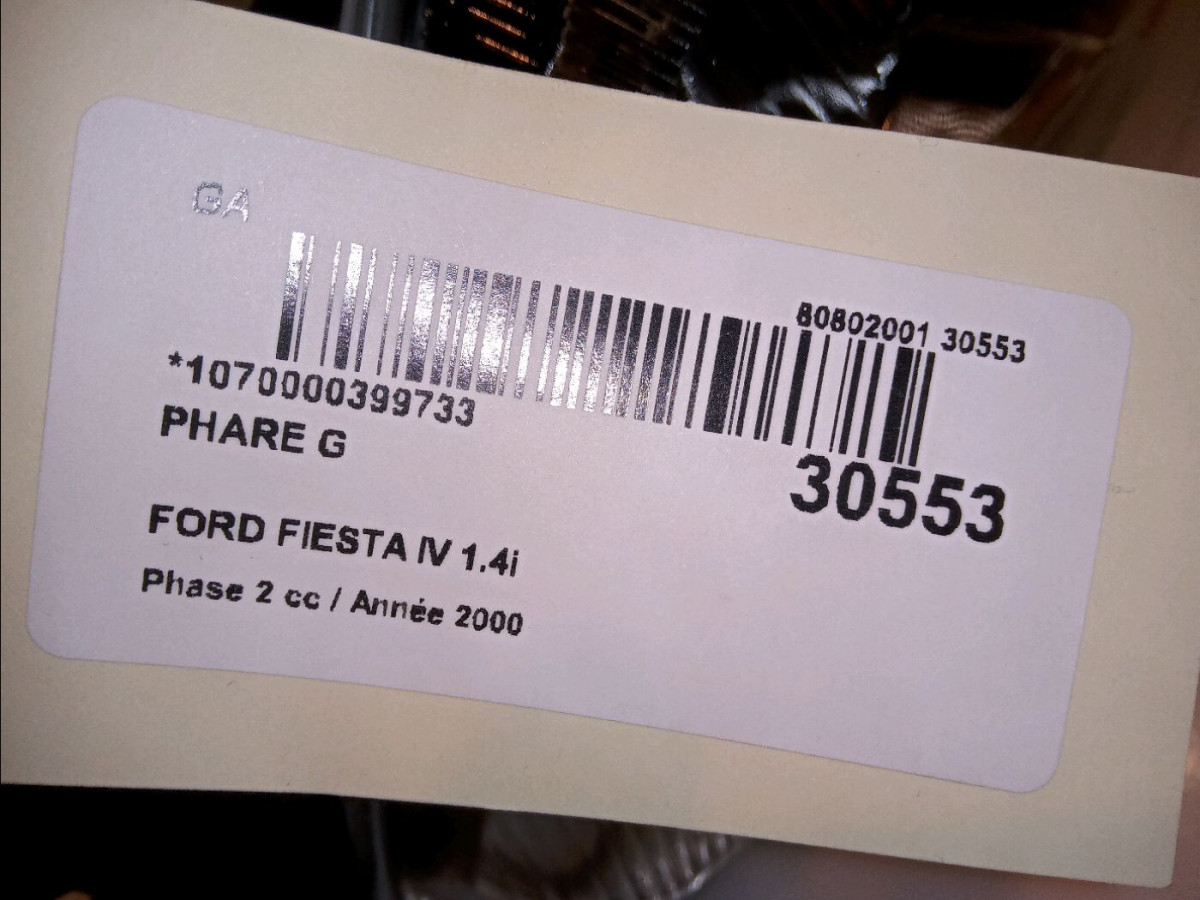 GA
80802001 30553
*1070000399733
PHARE G
30553
FORD FIESTA IV 1.4i
Phase 2 cc / Année 2000